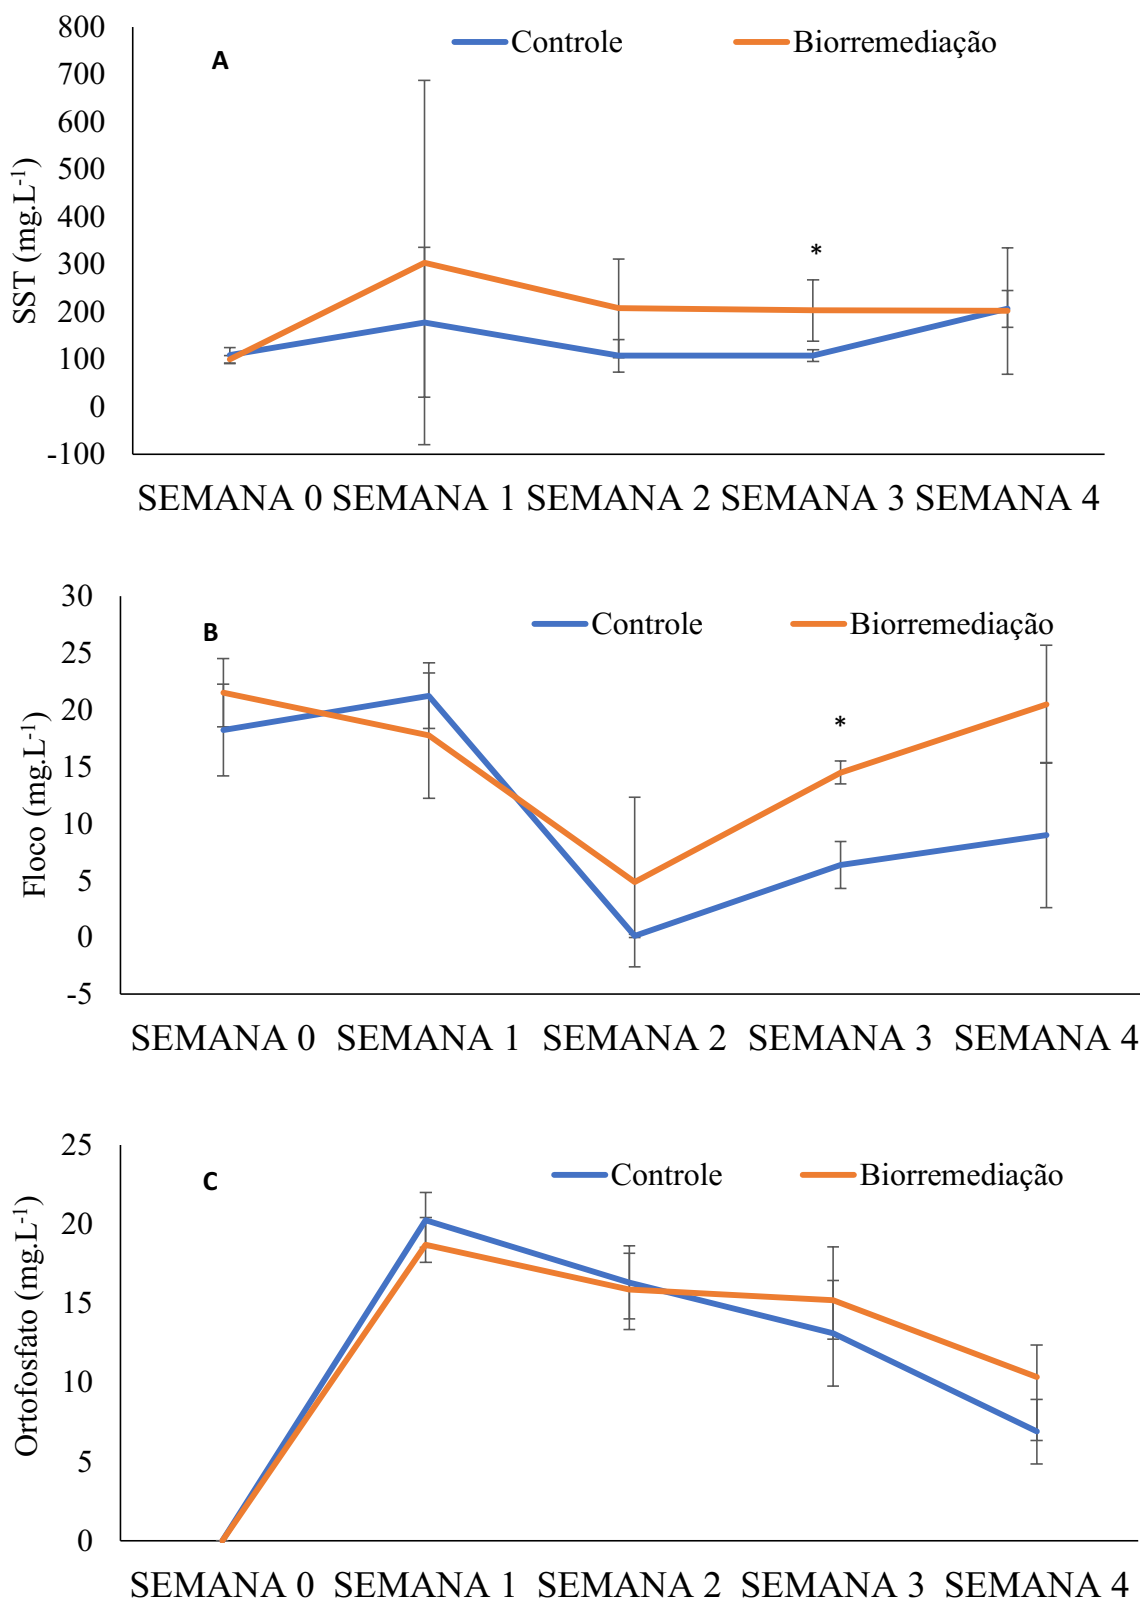 800
Controle
Biorremediação
A
700
600
500
SST (mg.L-1)
400
300
*
200
100
0
-100
SEMANA 0 SEMANA 1 SEMANA 2 SEMANA 3 SEMANA 4
30
B
Controle
Biorremediação
25
20
*
15
Floco (mg.L-1)
10
5
0
-5
SEMANA 0 SEMANA 1 SEMANA 2 SEMANA 3 SEMANA 4
25
C
Controle
Biorremediação
20
15
Ortofosfato (mg.L-1)
10
5
0
SEMANA 0 SEMANA 1 SEMANA 2 SEMANA 3 SEMANA 4